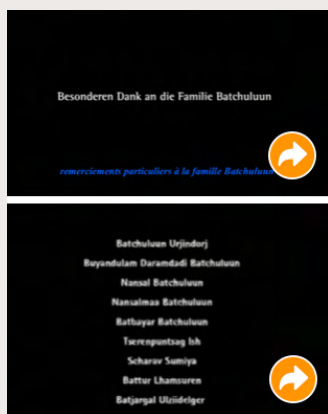 Besonderen Dank an die Familie Batchuluun
remerciements particuliers à la famille Batchuluun
Batchuluun Urjindorj
Buyandulam Daramdadi Batchuluun
Nansal Batchuluun
Nansalmaa Batchuluun
Batbayar Batchuluun
Tserenpuntsag Ish
Scharav Sumiya
Battur Lhamsuren
Batjargal Ulziidelger